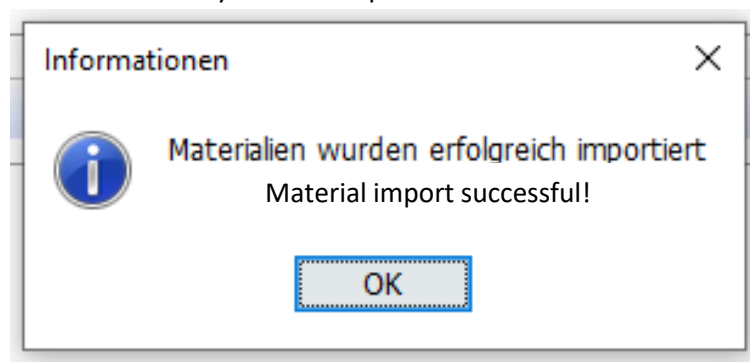 Informationen
Materialien wurden erfolgreich importiert
Material import successful!
OK